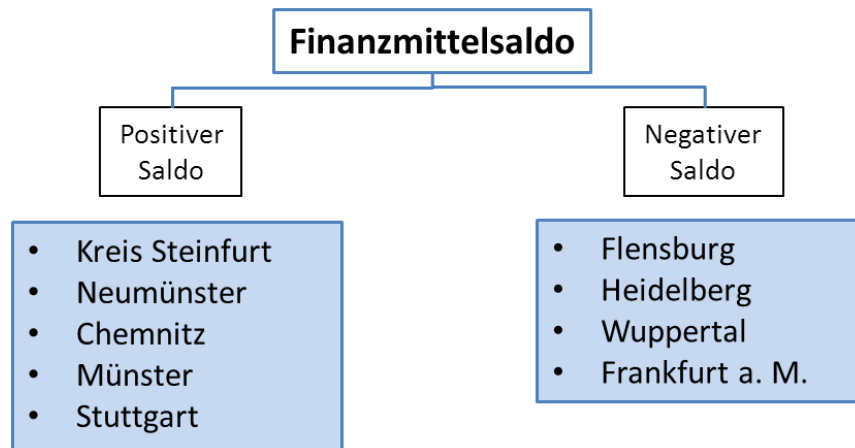 Finanzmittelsaldo
Positiver
Saldo
• Kreis Steinfurt
• Neumünster
• Chemnitz
• Münster
• Stuttgart
Negativer
Saldo
• Flensburg
• Heidelberg
• Wuppertal
• Frankfurt a. M.